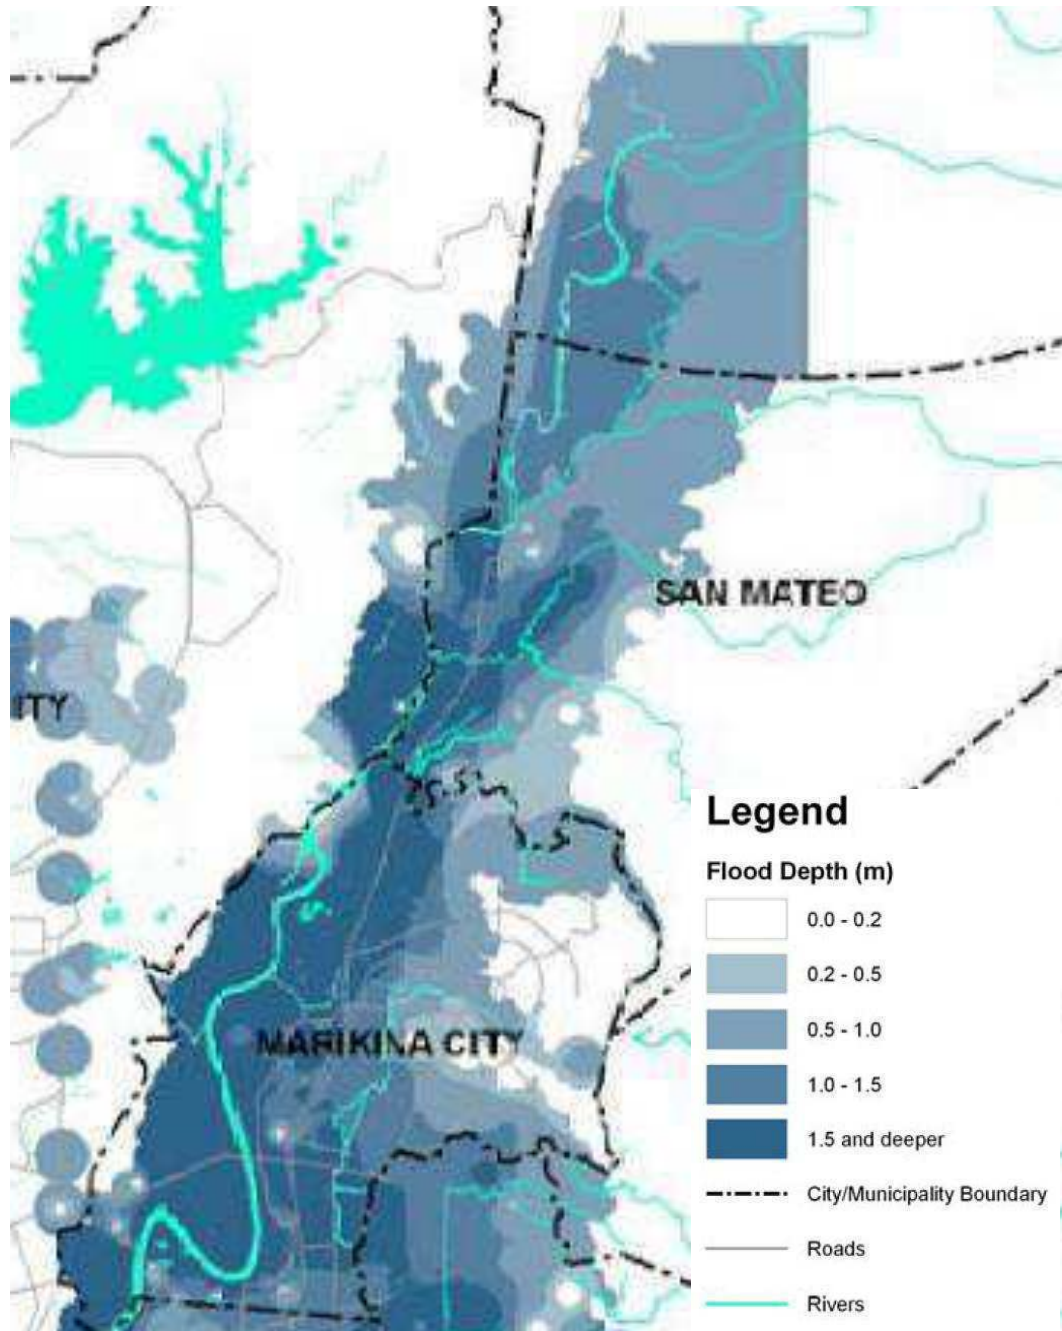 SAN MATEO
ITY
MARIKINA CITY
Legend
Flood Depth (m)
0.0 - 0.2
0.2 - 0.5
0.5 - 1.0
1.0 - 1.5
1.5 and deeper
City/Municipality Boundary
Roads
Rivers